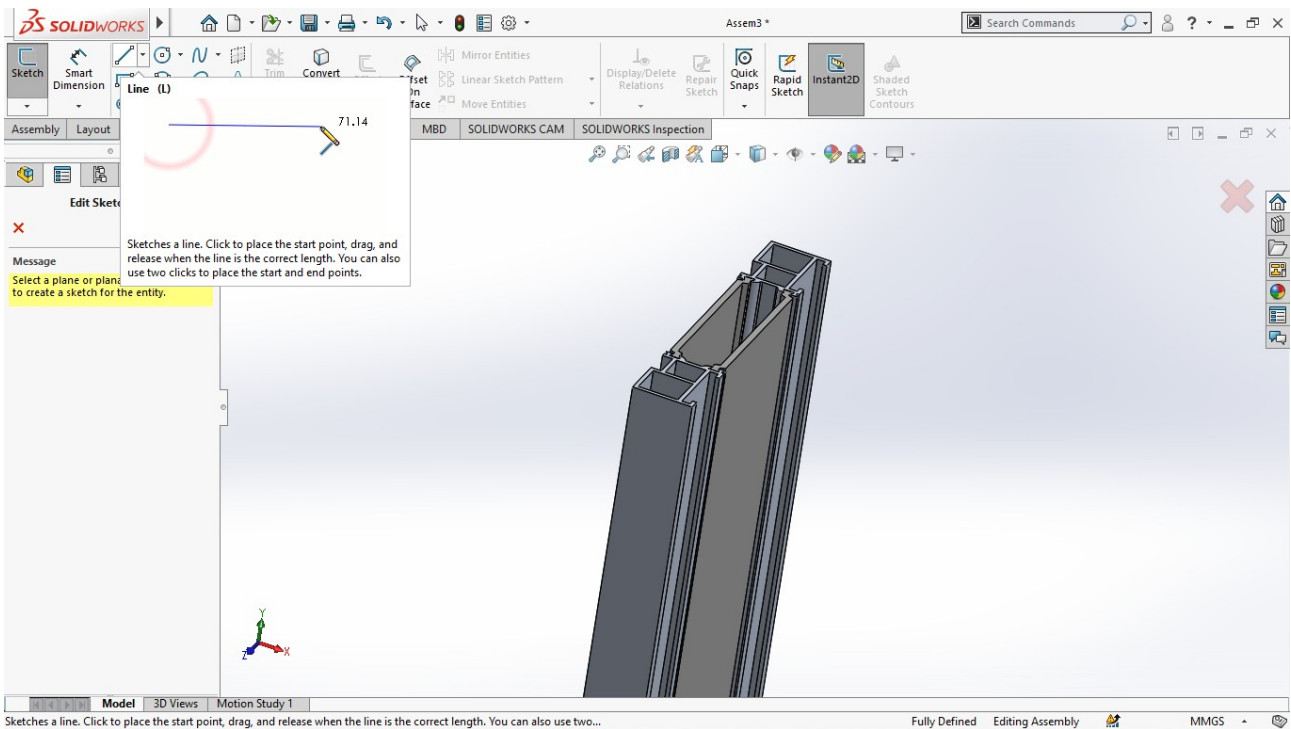 SOLIDWORKS
Assem3 *
Search Commands
?
Sketch
Smart
Dimension
Convert
Mirror Entities
Linear Sketch Pattern
Move Entities
Display/Delete
Relations
Repair
Sketch
Quick
Snaps
Rapid
Sketch
Instant2D
Shaded
Sketch
Contours
Line (L)
71.14
Sketches a line. Click to place the start point, drag, and
release when the line is the correct length. You can also
use two clicks to place the start and end points.
Assembly
Layout
MBD
SOLIDWORKS CAM
SOLIDWORKS Inspection
Message
Select a plane or
to create a sketch for the entity.
Y
X
Z
Model
3D Views
Motion Study 1
Sketches a line. Click to place the start point, drag, and release when the line is the correct length. You can also use two...
Fully Defined
Editing Assembly
MMGS